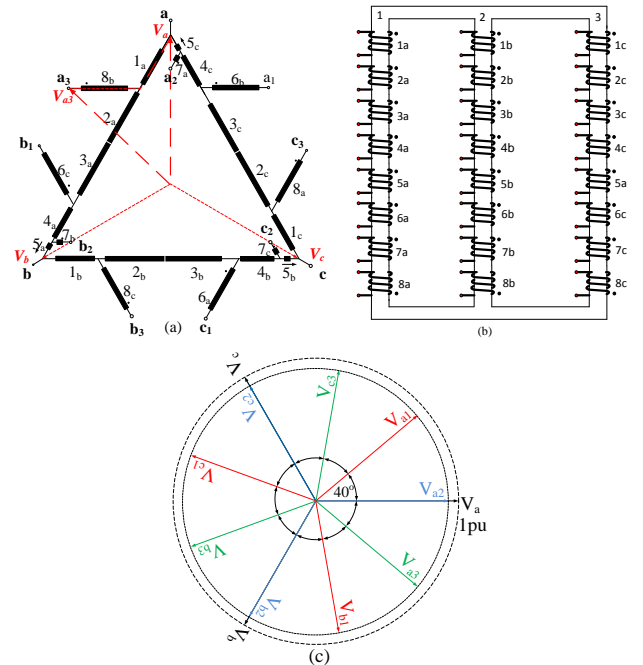 a
V_a
5_c
1_a
a_2
7_a
4_c
a_3
8_b
6_b
a_1
V_a3
2_a
3_c
b_1
3_a
c_3
6_c
2_c
8_a
4_a
5_a
7_b
b_2
c_2
7_c
1_c
V_b
V_c
b
c
1_b
2_b
3_b
4_b
5_b
8_c
6_a
b_3
(a)
c_1
1 2 3
1a 1b 1c
2a 2b 2c
3a 3b 3c
4a 4b 4c
5a 5b 5c
6a 6b 6c
7a 7b 7c
8a 8b 8c
(b)
V_c
V_c2
V_c3
V_a1
V_c1
40°
V_a2
V_a
1pu
V_b3
V_a3
V_b2
V_b1
V_b
(c)